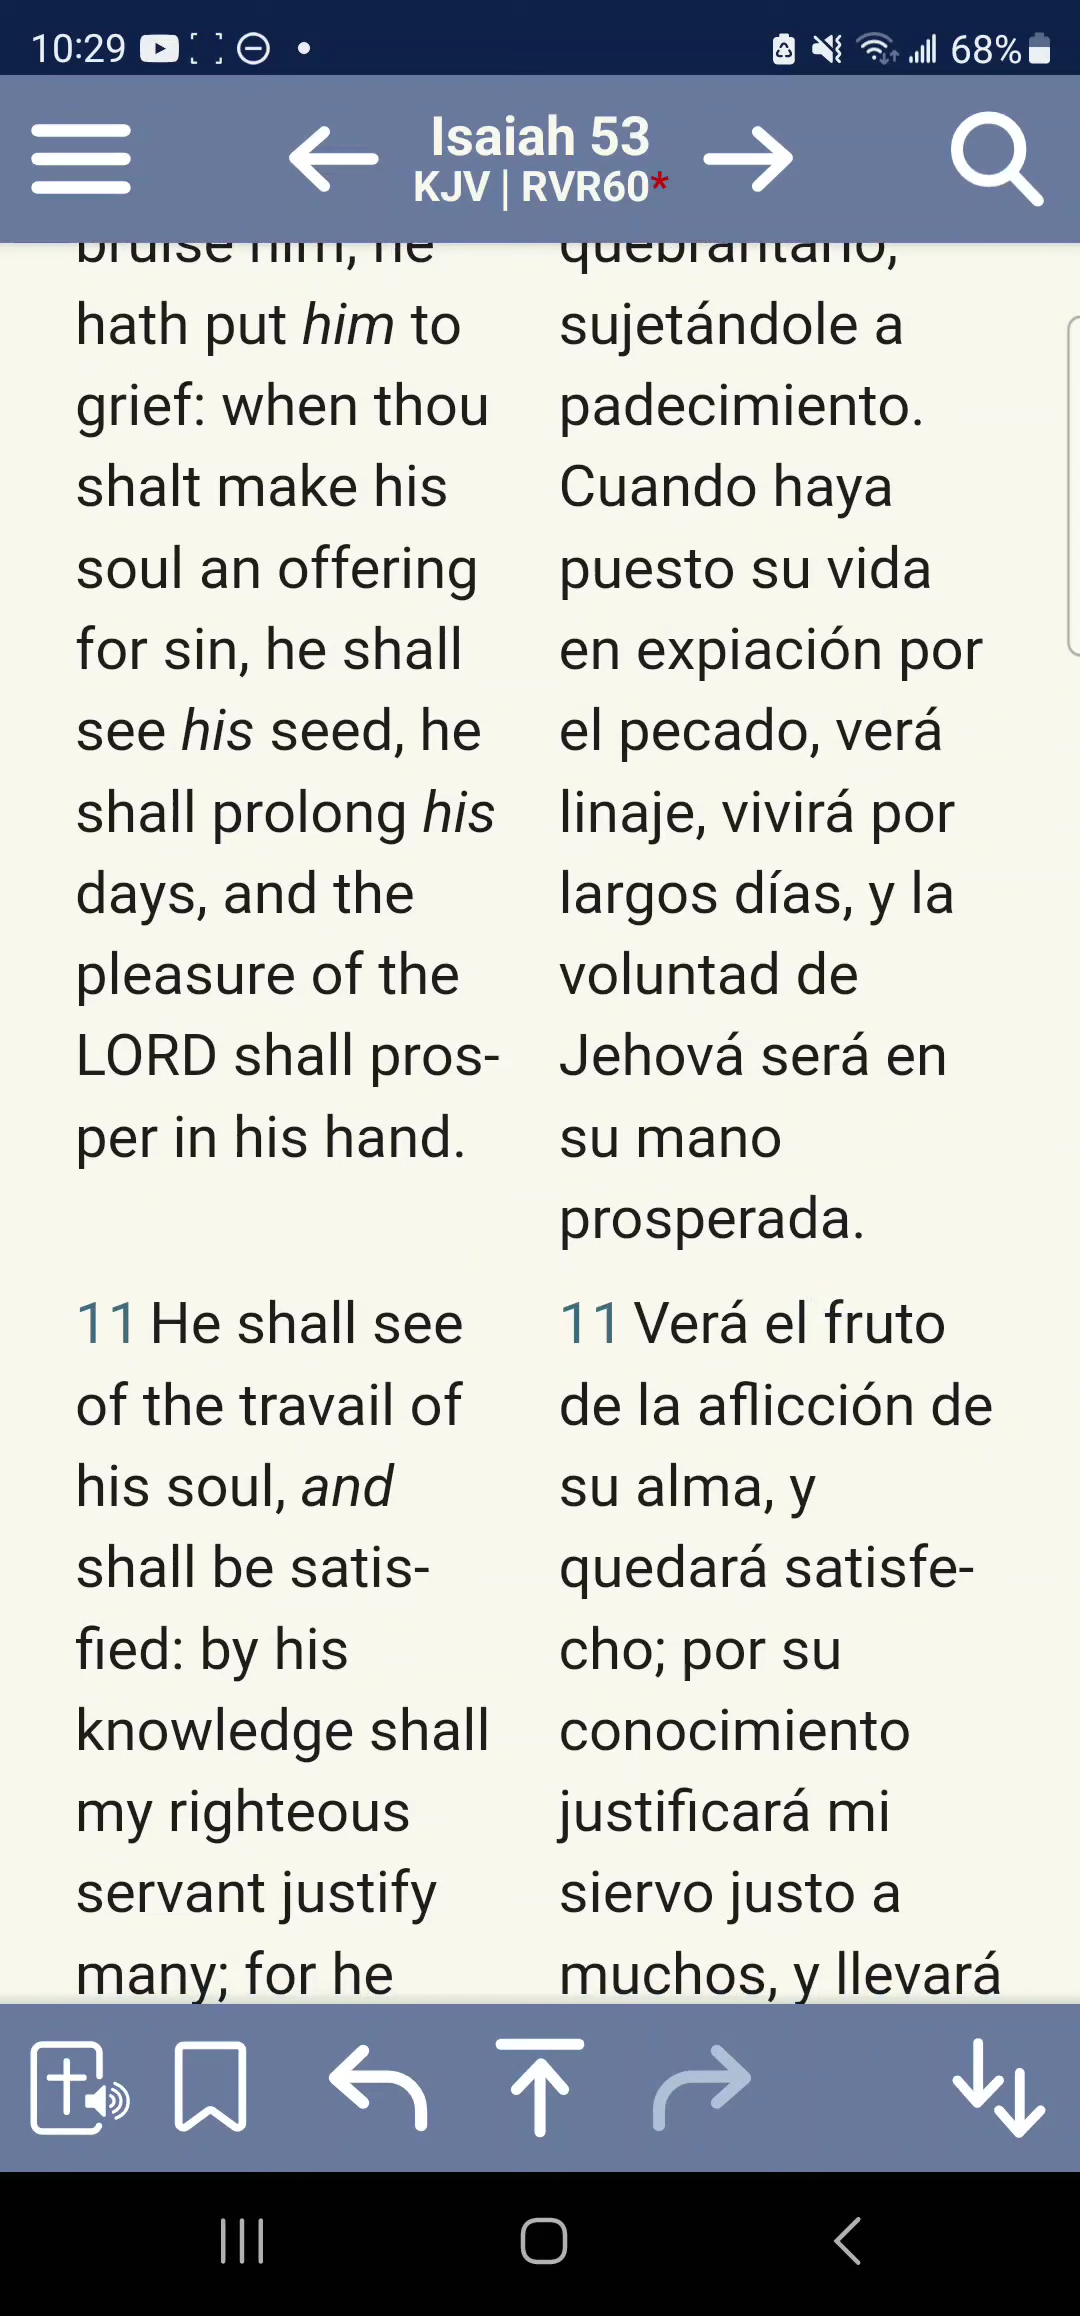 10:29
68%
Isaiah 53
KJV | RVR60*
bruise him; he
hath put him to
grief: when thou
shalt make his
soul an offering
for sin, he shall
see his seed, he
shall prolong his
days, and the
pleasure of the
LORD shall pros-
per in his hand.
11 He shall see
of the travail of
his soul, and
shall be satis-
fied: by his
knowledge shall
my righteous
servant justify
many; for he
quebrantarlo,
sujetándole a
padecimiento.
Cuando haya
puesto su vida
en expiación por
el pecado, verá
linaje, vivirá por
largos días, y la
voluntad de
Jehová será en
su mano
prosperada.
11 Verá el fruto
de la aflicción de
su alma, y
quedará satisfe-
cho; por su
conocimiento
justificará mi
siervo justo a
muchos, y llevará